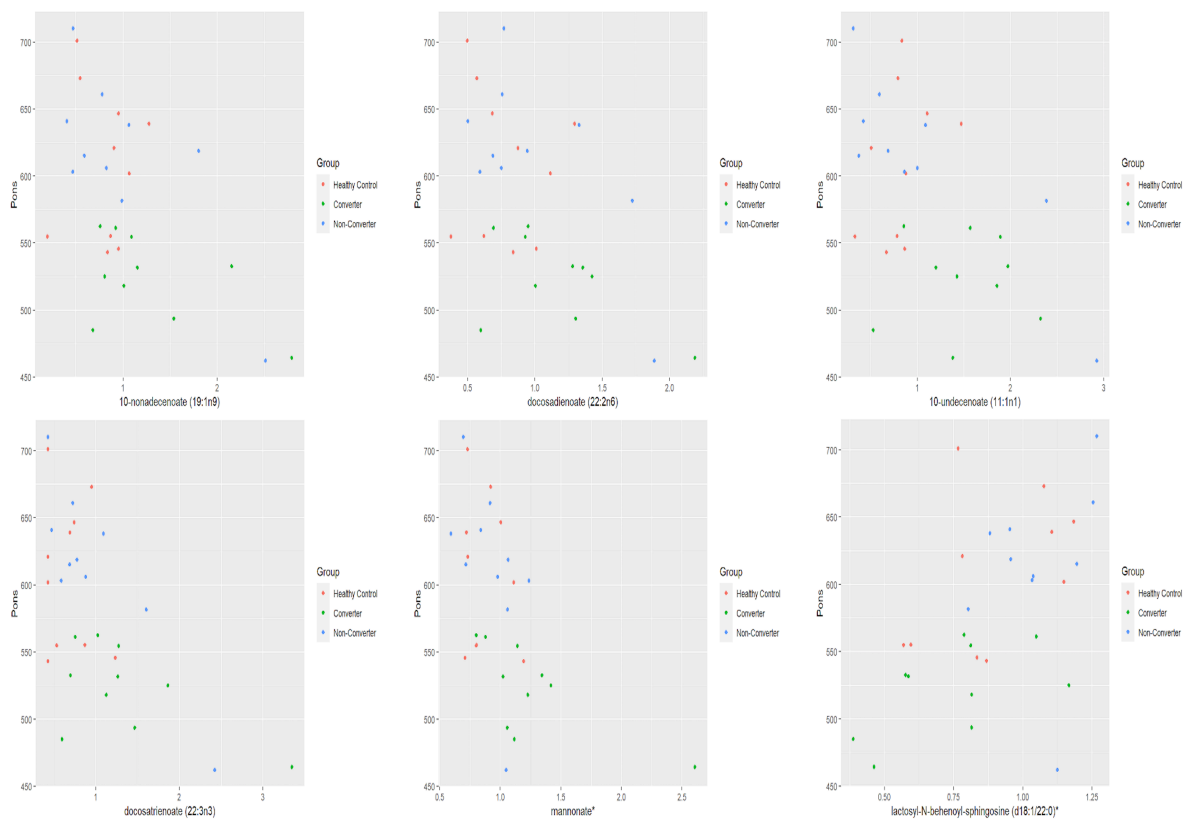 700
650
600
550
500
450
Pons
1
2
10-nonadecenoate (19:1n9)
Group
Healthy Control
Converter
Non-Converter
700
650
600
550
500
450
Pons
0.5
1.0
1.5
2.0
docosadienoate (22:2n6)
Group
Healthy Control
Converter
Non-Converter
700
650
600
550
500
450
Pons
1
2
3
10-undecenoate (11:1n1)
Group
Healthy Control
Converter
Non-Converter
700
650
600
550
500
450
Pons
1
2
3
docosatrienoate (22:3n3)
Group
Healthy Control
Converter
Non-Converter
700
650
600
550
500
450
Pons
0.5
1.0
1.5
2.0
2.5
mannonate*
Group
Healthy Control
Converter
Non-Converter
700
650
600
550
500
450
Pons
0.50
0.75
1.00
1.25
lactosyl-N-behenoyl-sphingosine (d18:1/22:0)*
Group
Healthy Control
Converter
Non-Converter